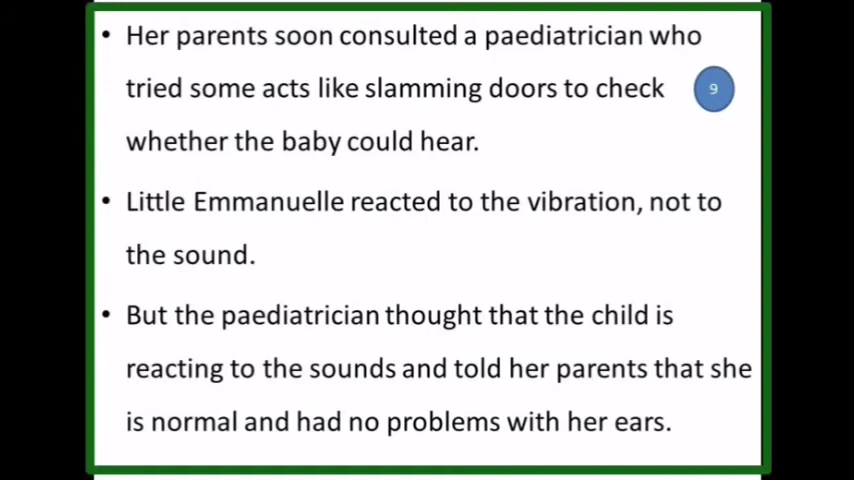 • Her parents soon consulted a paediatrician who
tried some acts like slamming doors to check
9
whether the baby could hear.
• Little Emmanuelle reacted to the vibration, not to
the sound.
• But the paediatrician thought that the child is
reacting to the sounds and told her parents that she
is normal and had no problems with her ears.